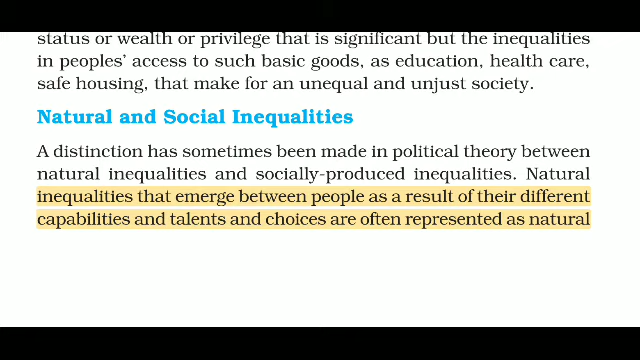 status or wealth or privilege that is significant but the inequalities
in peoples' access to such basic goods, as education, health care,
safe housing, that make for an unequal and unjust society.
Natural and Social Inequalities
A distinction has sometimes been made in political theory between
natural inequalities and socially-produced inequalities. Natural
inequalities that emerge between people as a result of their different
capabilities and talents and choices are often represented as natural